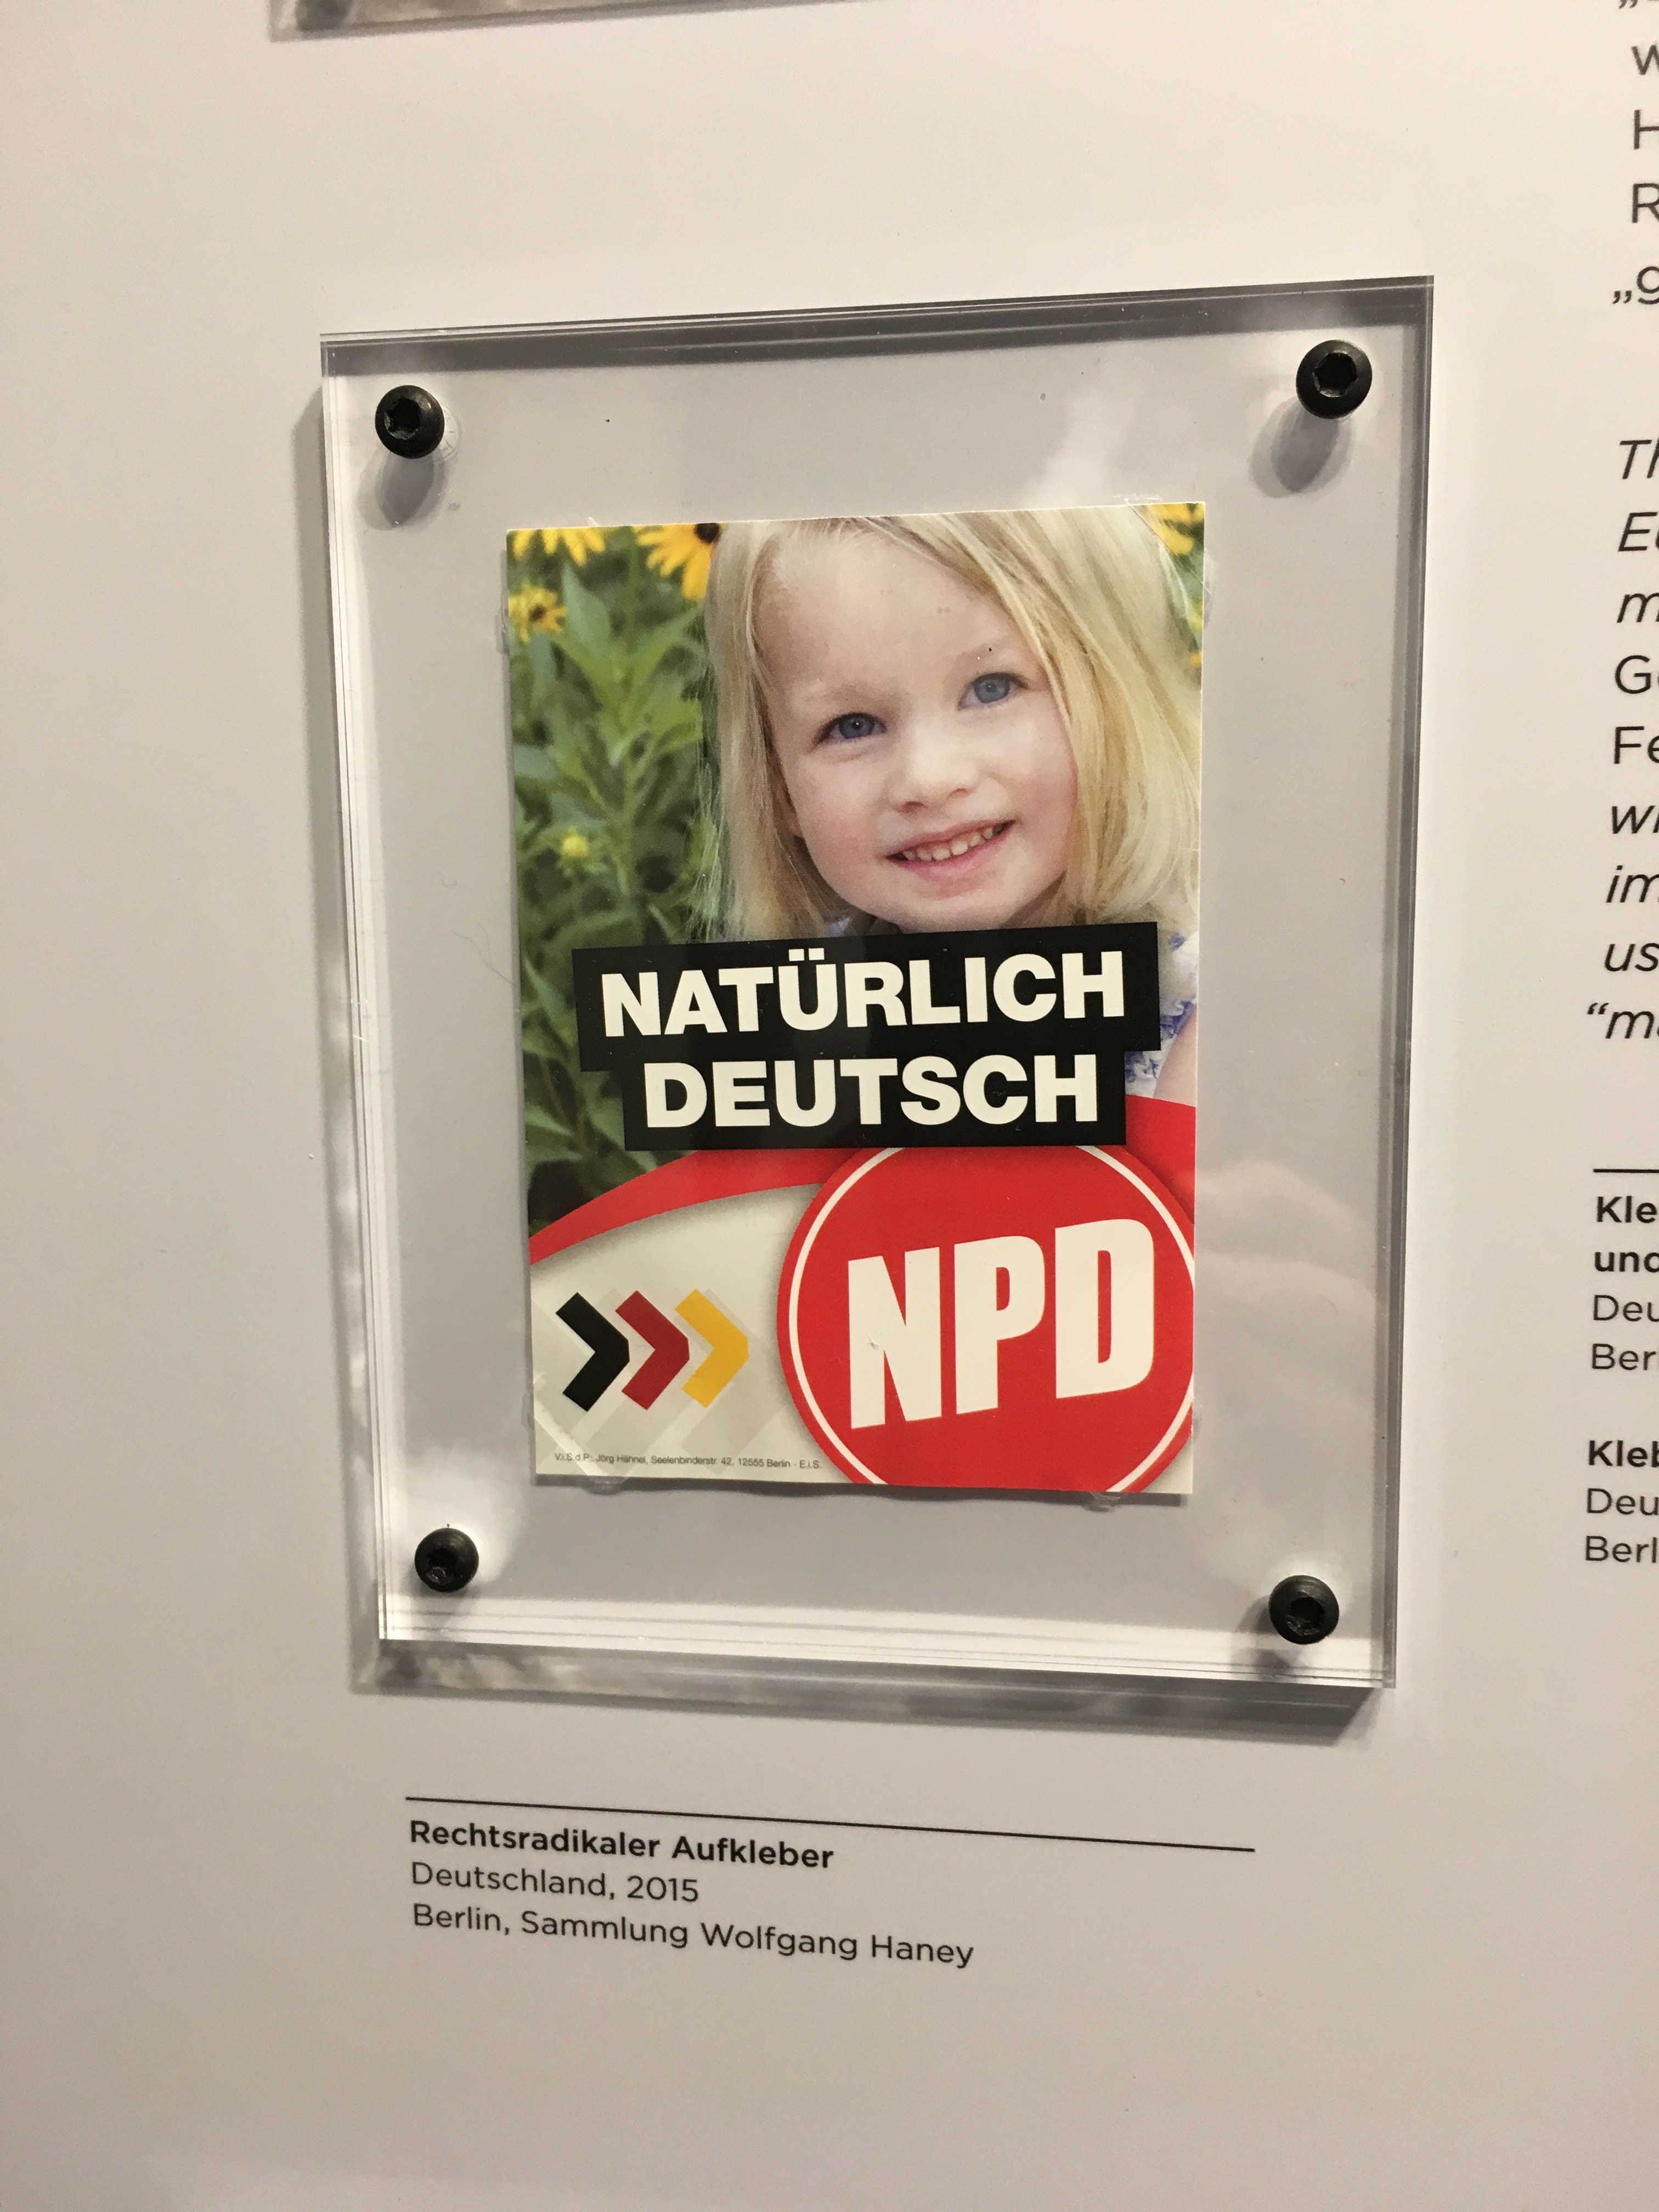 NATÜRLICH
DEUTSCH
NPD
V.i.S.d.P.: Jörg Hähnel, Seelenbinderstr. 42, 12555 Berlin - E.i.S.
Rechtsradikaler Aufkleber
Deutschland, 2015
Berlin, Sammlung Wolfgang Haney